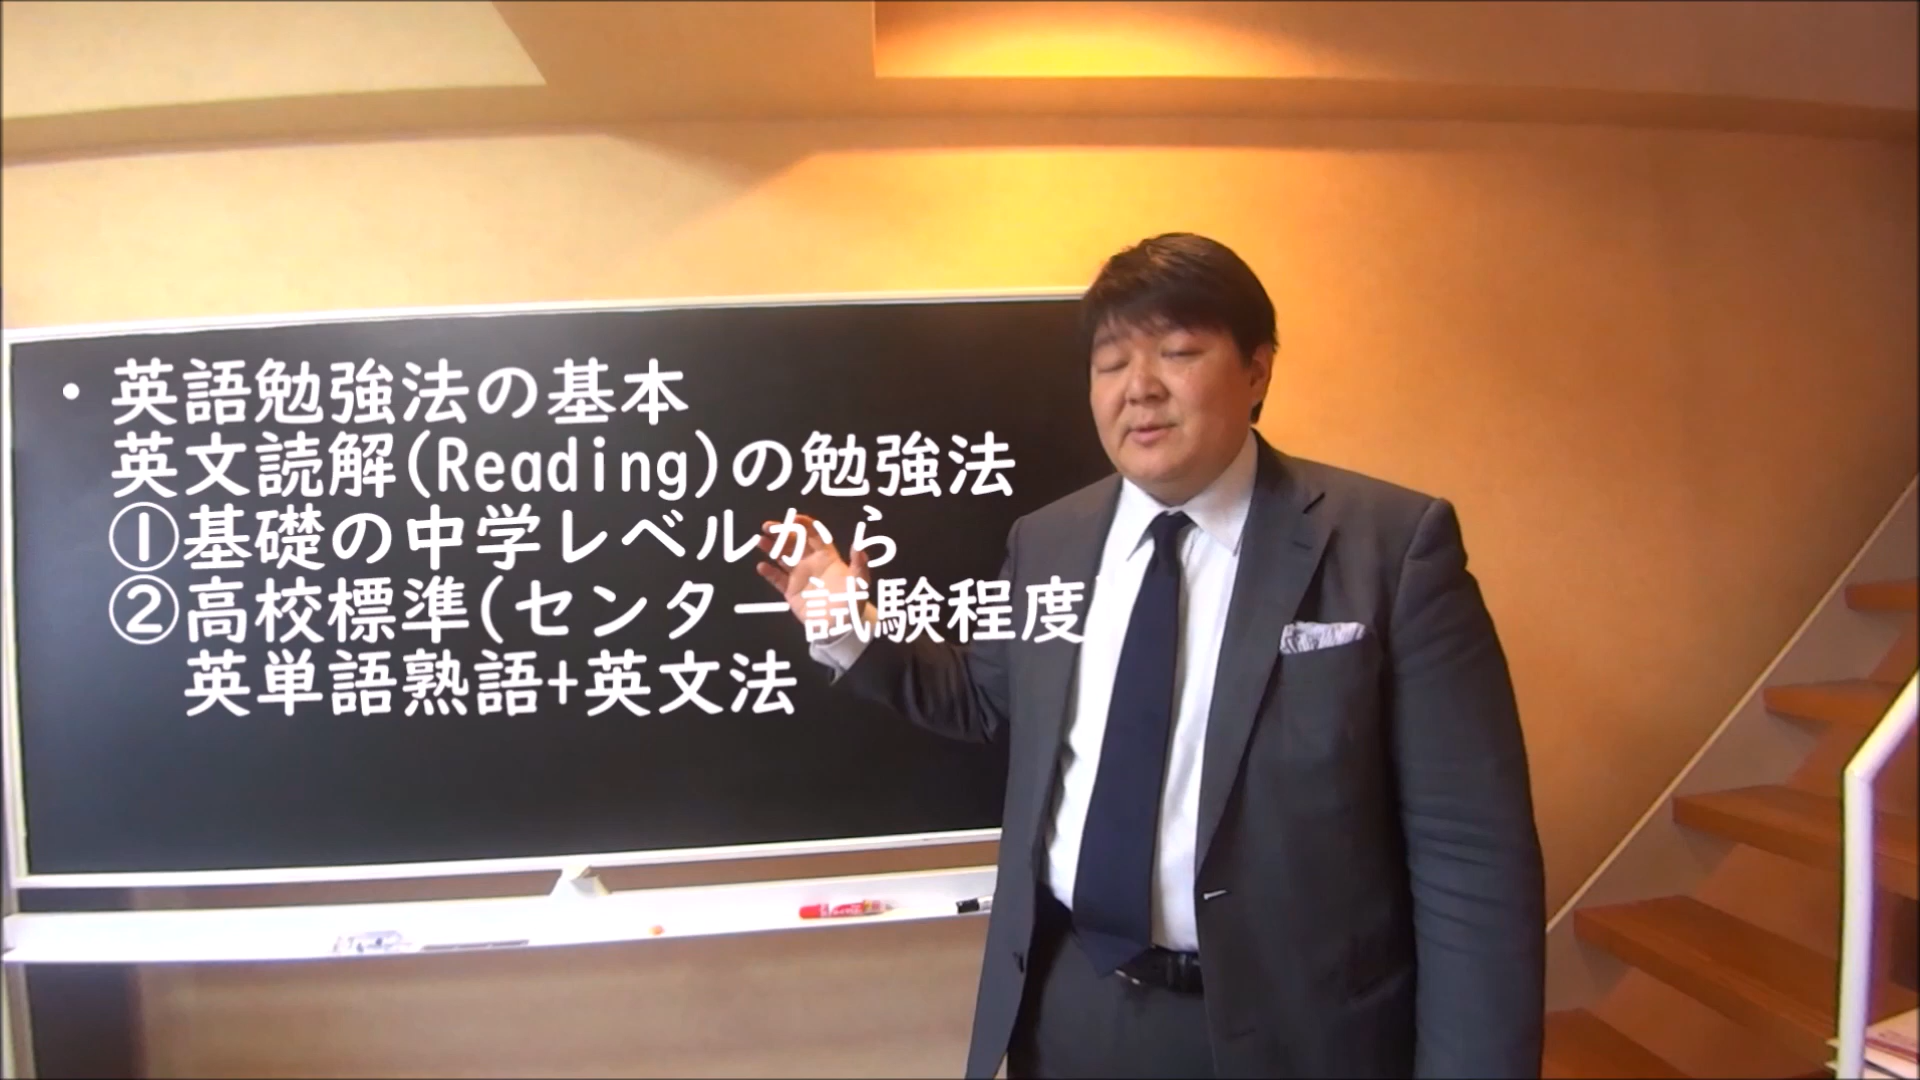 ・英語勉強法の基本
英文読解(Reading)の勉強法
①基礎の中学レベルから
②高校標準(センター試験程度)
英単語熟語+英文法